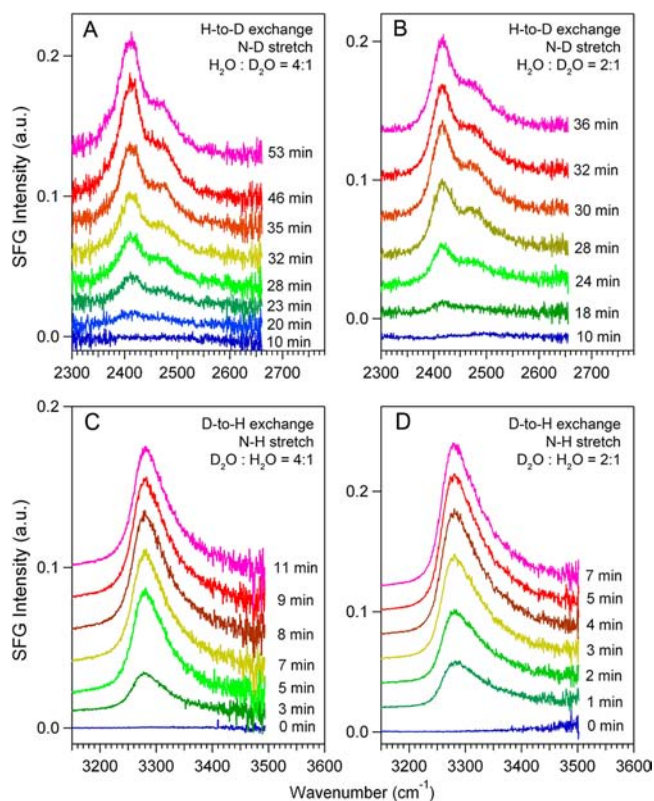 A
H-to-D exchange
N-D stretch
H₂O : D₂O = 4:1
0.2
0.1
0.0
SFG Intensity (a.u.)
53 min
46 min
35 min
32 min
28 min
23 min
20 min
10 min
2300 2400 2500 2600 2700
B
H-to-D exchange
N-D stretch
H₂O : D₂O = 2:1
0.2
0.1
0.0
36 min
32 min
30 min
28 min
24 min
18 min
10 min
2300 2400 2500 2600 2700
C
D-to-H exchange
N-H stretch
D₂O : H₂O = 4:1
0.2
0.1
0.0
SFG Intensity (a.u.)
11 min
9 min
8 min
7 min
5 min
3 min
0 min
3200 3300 3400 3500
D
D-to-H exchange
N-H stretch
D₂O : H₂O = 2:1
0.2
0.1
0.0
7 min
5 min
4 min
3 min
2 min
1 min
0 min
3200 3300 3400 3500
Wavenumber (cm⁻¹)